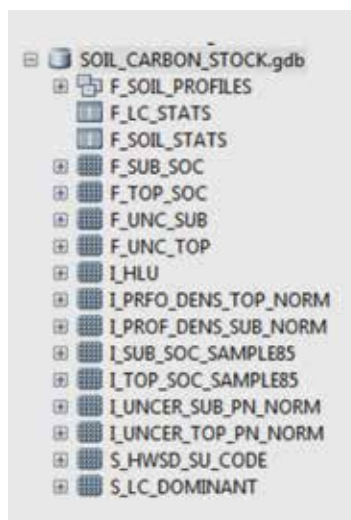 SOIL_CARBON_STOCK.gdb
F_SOIL_PROFILES
F_LC_STATS
F_SOIL_STATS
F_SUB_SOC
F_TOP_SOC
F_UNC_SUB
F_UNC_TOP
I_HLU
I_PRFO_DENS_TOP_NORM
I_PROF_DENS_SUB_NORM
I_SUB_SOC_SAMPLE85
I_TOP_SOC_SAMPLE85
I_UNCER_SUB_PN_NORM
I_UNCER_TOP_PN_NORM
S_HWSD_SU_CODE
S_LC_DOMINANT